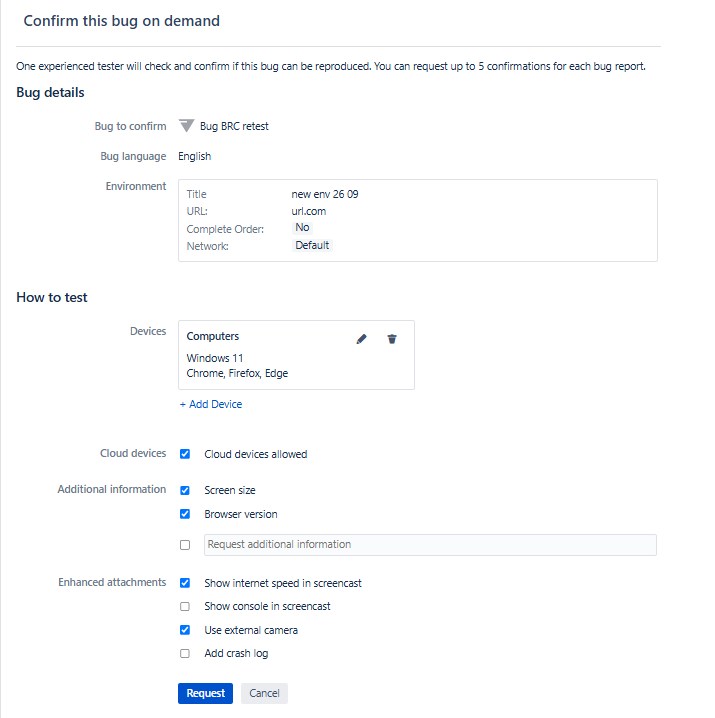 Confirm this bug on demand
One experienced tester will check and confirm if this bug can be reproduced. You can request up to 5 confirmations for each bug report.
Bug details
Bug to confirm Bug BRC retest
Bug language English
Environment
Title new env 26 09
URL: url.com
Complete Order: No
Network: Default
How to test
Devices
Computers
Windows 11
Chrome, Firefox, Edge
+ Add Device
Cloud devices Cloud devices allowed
Additional information Screen size
Browser version
Request additional information
Enhanced attachments Show internet speed in screencast
Show console in screencast
Use external camera
Add crash log
Request Cancel